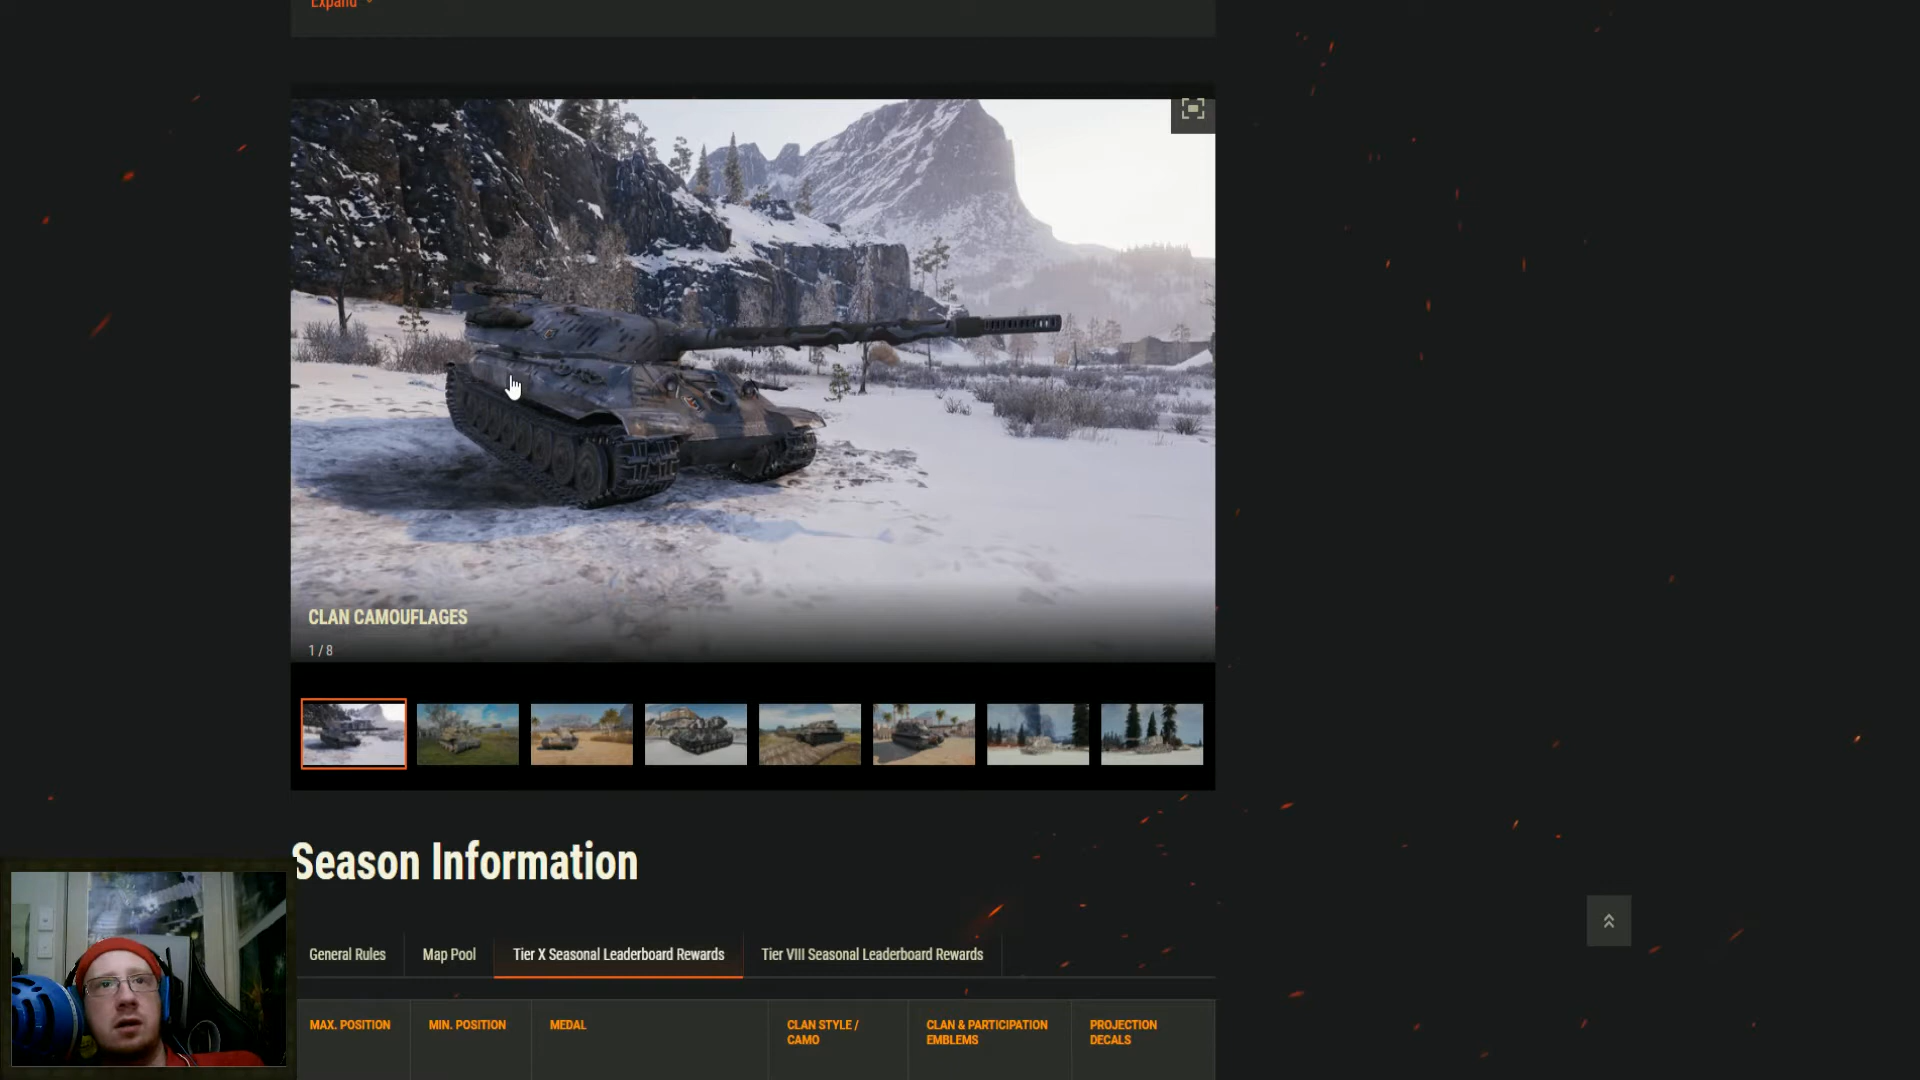 Expand
CLAN CAMOUFLAGES
1 / 8
Season Information
General Rules
Map Pool
Tier X Seasonal Leaderboard Rewards
Tier VIII Seasonal Leaderboard Rewards
MAX. POSITION
MIN. POSITION
MEDAL
CLAN STYLE /
CAMO
CLAN & PARTICIPATION
EMBLEMS
PROJECTION
DECALS